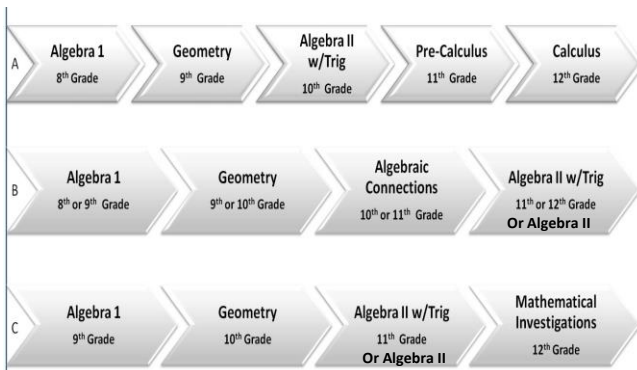 A
Algebra 1
8th Grade
Geometry
9th Grade
Algebra II
w/Trig
10th Grade
Pre-Calculus
11th Grade
Calculus
12th Grade
B
Algebra 1
8th or 9th Grade
Geometry
9th or 10th Grade
Algebraic
Connections
10th or 11th Grade
Algebra II w/Trig
11th or 12th Grade
Or Algebra II
C
Algebra 1
9th Grade
Geometry
10th Grade
Algebra II w/Trig
11th Grade
Or Algebra II
Mathematical
Investigations
12th Grade